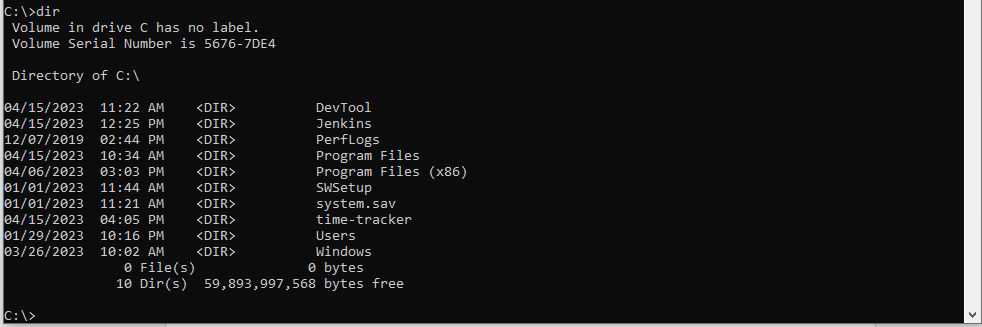 C:\>dir
 Volume in drive C has no label.
 Volume Serial Number is 5676-7DE4
 Directory of C:\
04/15/2023  11:22 AM    <DIR>          DevTool
04/15/2023  12:25 PM    <DIR>          Jenkins
12/07/2019  02:44 PM    <DIR>          PerfLogs
04/15/2023  10:34 AM    <DIR>          Program Files
04/06/2023  03:03 PM    <DIR>          Program Files (x86)
01/01/2023  11:44 AM    <DIR>          SWSetup
01/01/2023  11:21 AM    <DIR>          system.sav
04/15/2023  04:05 PM    <DIR>          time-tracker
01/29/2023  10:16 PM    <DIR>          Users
03/26/2023  10:02 AM    <DIR>          Windows
               0 File(s)              0 bytes
              10 Dir(s)  59,893,997,568 bytes free
C:\>